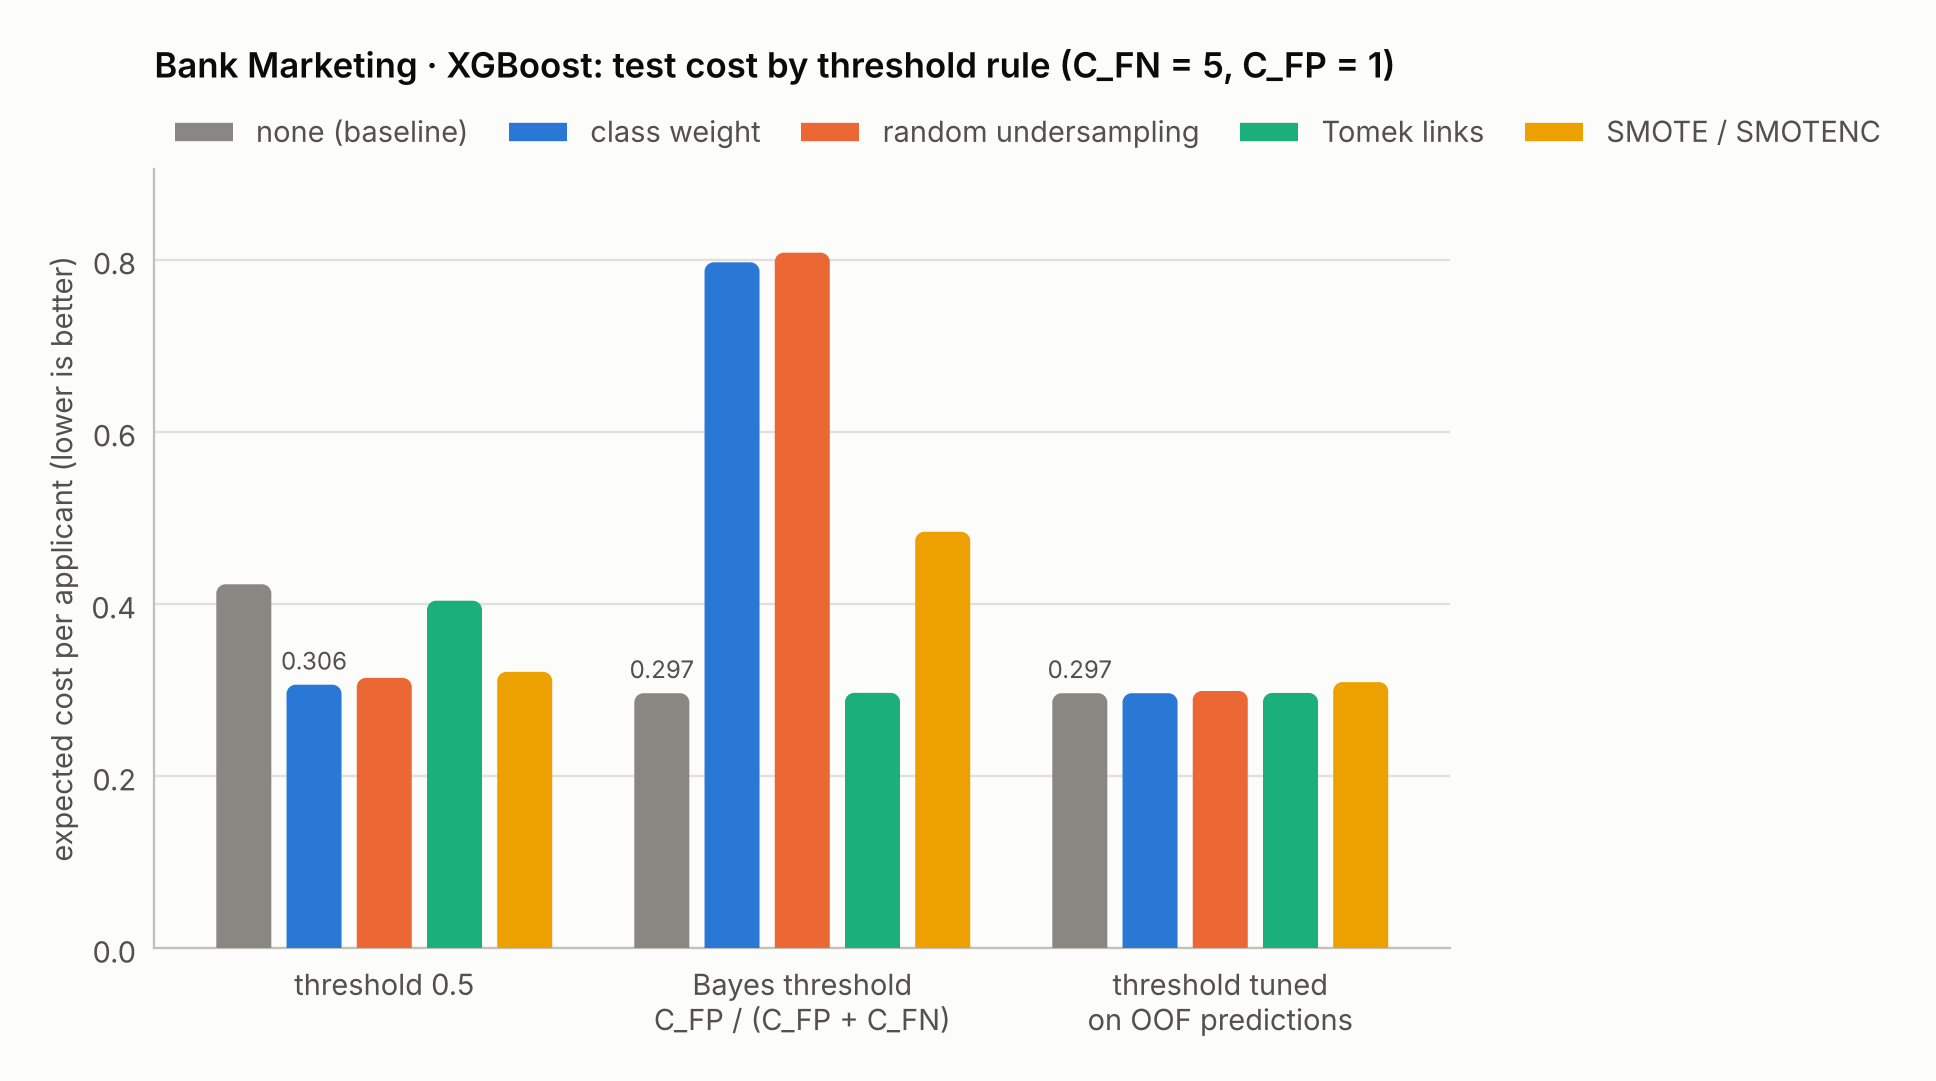 Bank Marketing · XGBoost: test cost by threshold rule (C_FN = 5, C_FP = 1)
none (baseline)
class weight
random undersampling
Tomek links
SMOTE / SMOTENC
expected cost per applicant (lower is better)
0.8
0.6
0.4
0.2
0.0
0.306
0.297
0.297
threshold 0.5
Bayes threshold
C_FP / (C_FP + C_FN)
threshold tuned
on OOF predictions